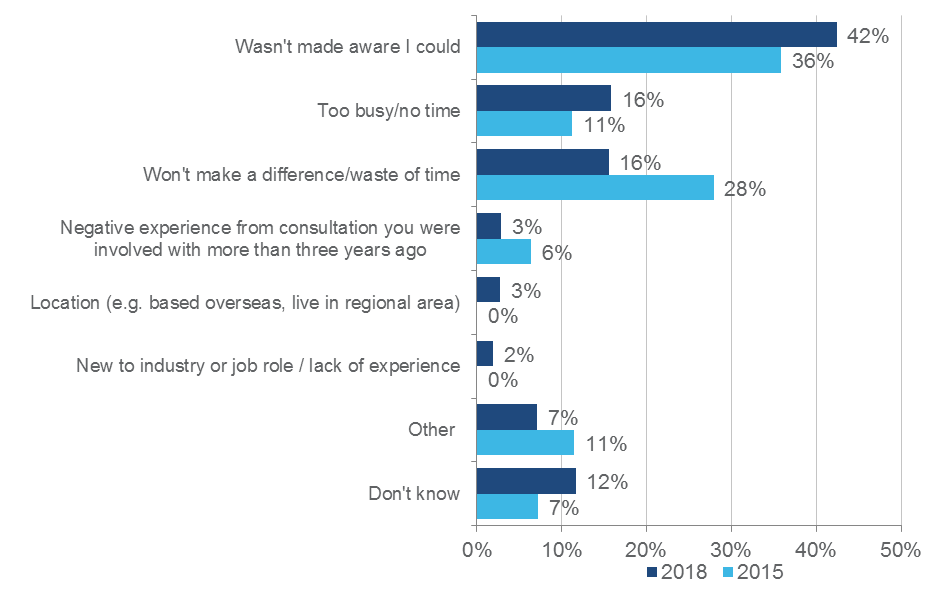 Wasn't made aware I could
42%
36%
Too busy/no time
16%
11%
Won't make a difference/waste of time
16%
28%
Negative experience from consultation you were
involved with more than three years ago
3%
6%
Location (e.g. based overseas, live in regional area)
3%
0%
New to industry or job role / lack of experience
2%
0%
Other
7%
11%
Don't know
12%
7%
0% 10% 20% 30% 40% 50%
2018 2015